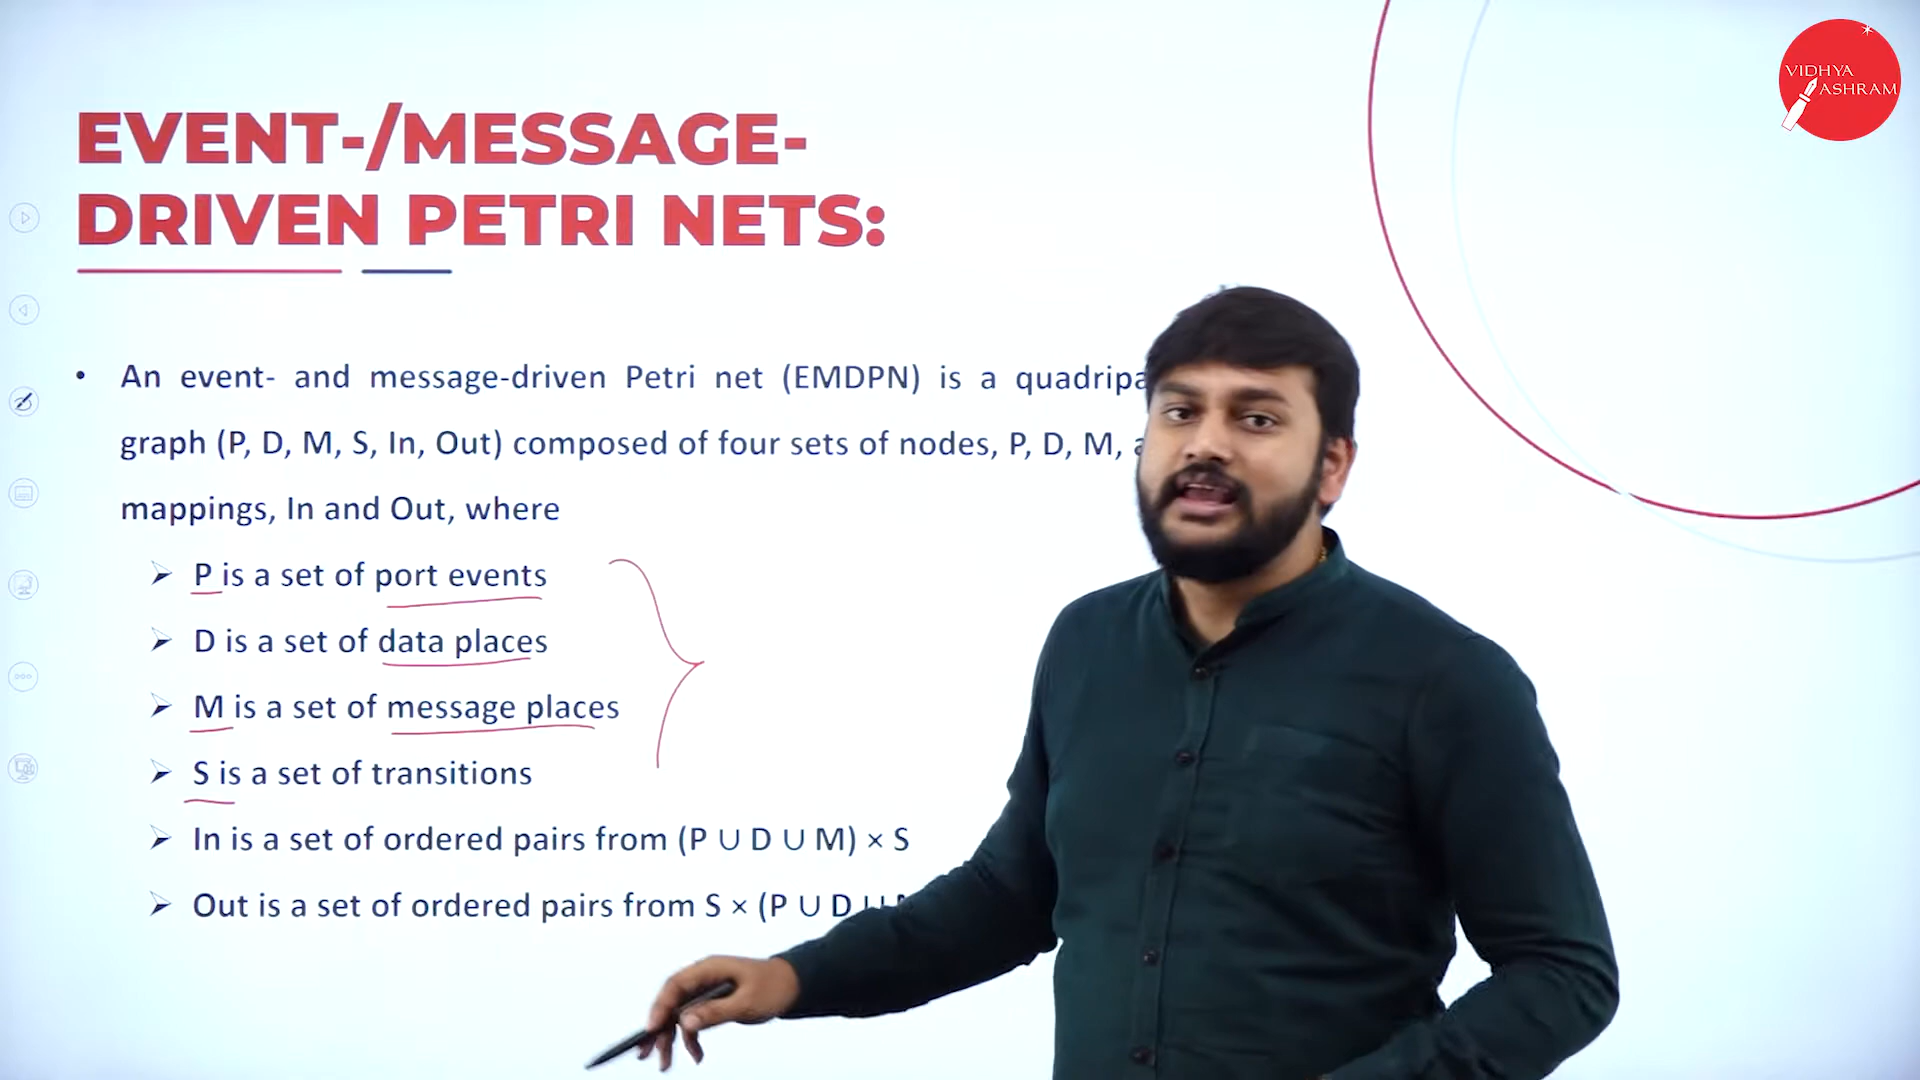 VIDHYA
ASHRAM
EVENT-/MESSAGE-
DRIVEN PETRI NETS:
• An event- and message-driven Petri net (EMDPN) is a
graph (P, D, M, S, In, Out) composed of four sets of nodes, P, D, M,
mappings, In and Out, where
➢ P is a set of port events
➢ D is a set of data places
➢ M is a set of message places
➢ S is a set of transitions
➢ In is a set of ordered pairs from (P ∪ D ∪ M) × S
➢ Out is a set of ordered pairs from S × (P ∪ D ∪